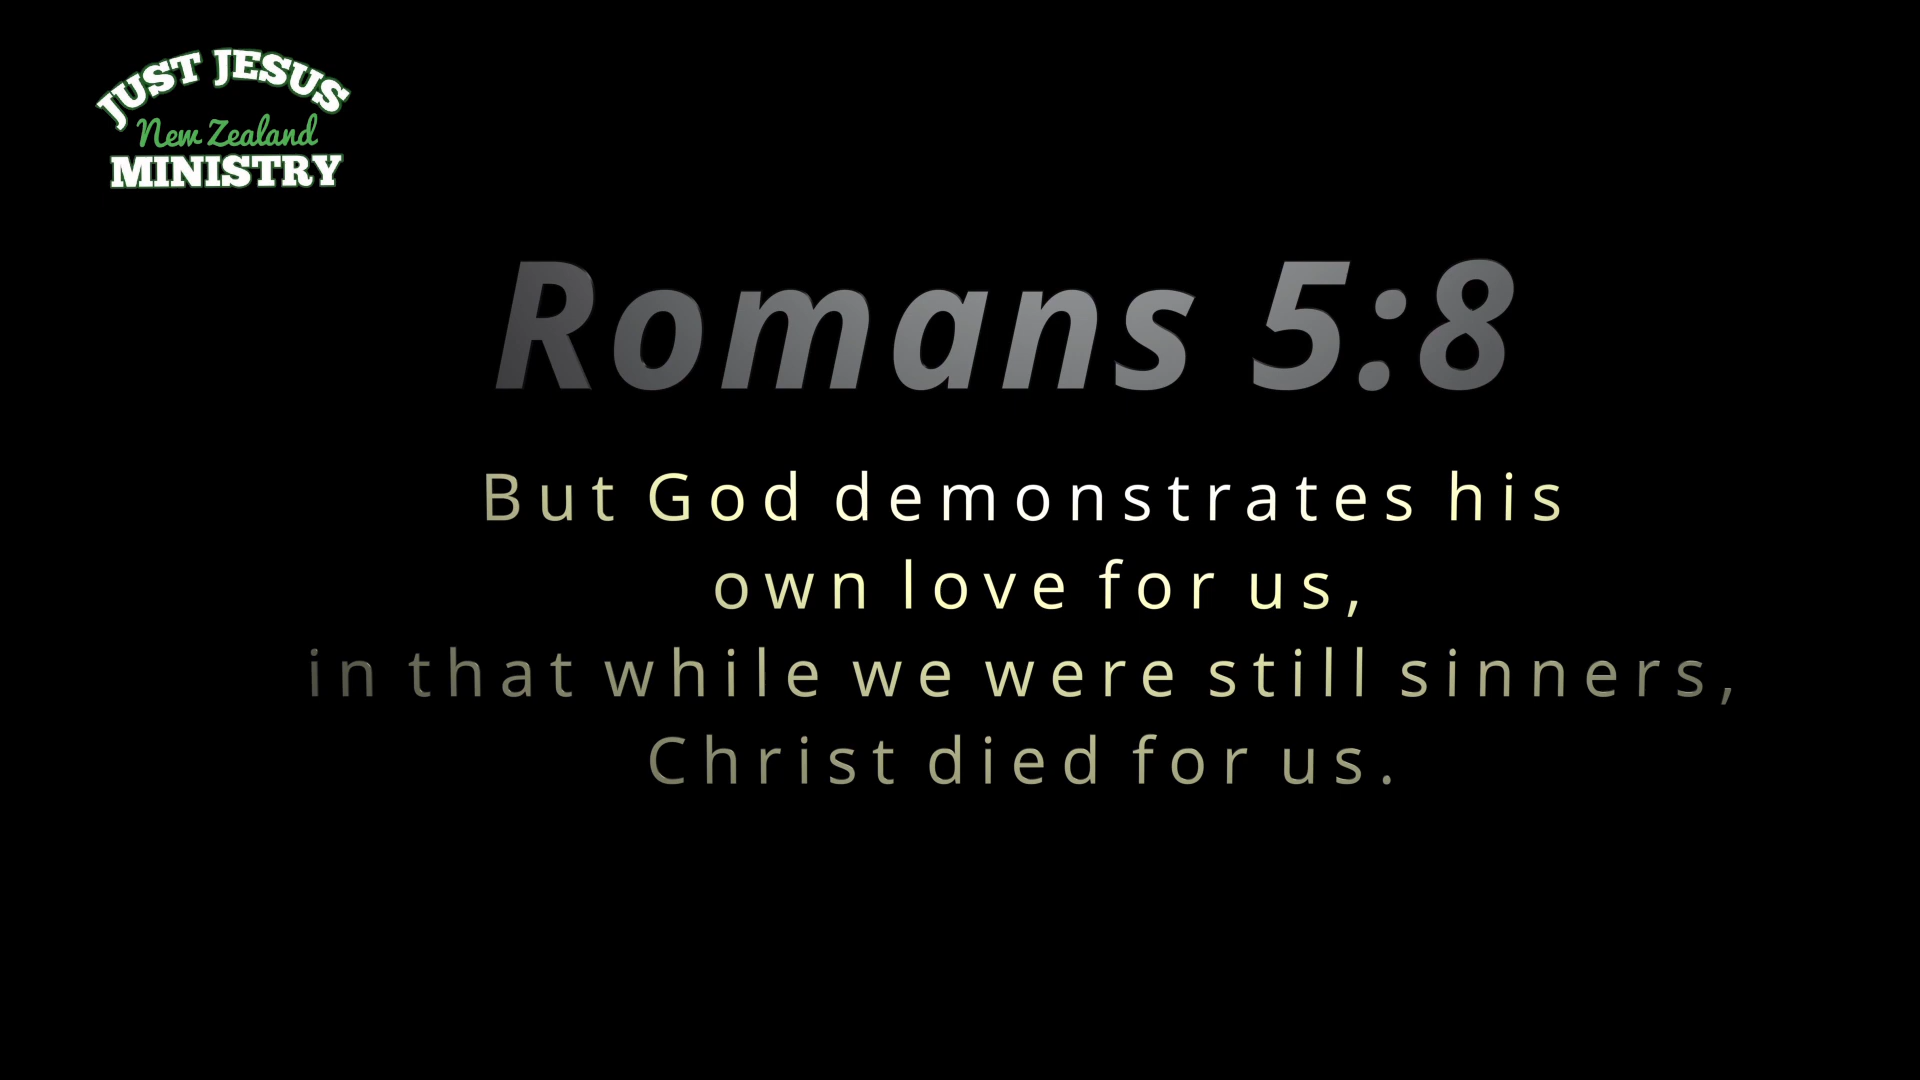 JUST JESUS
New Zealand
MINISTRY
Romans 5:8
But God demonstrates his
own love for us,
in that while we were still sinners,
Christ died for us.